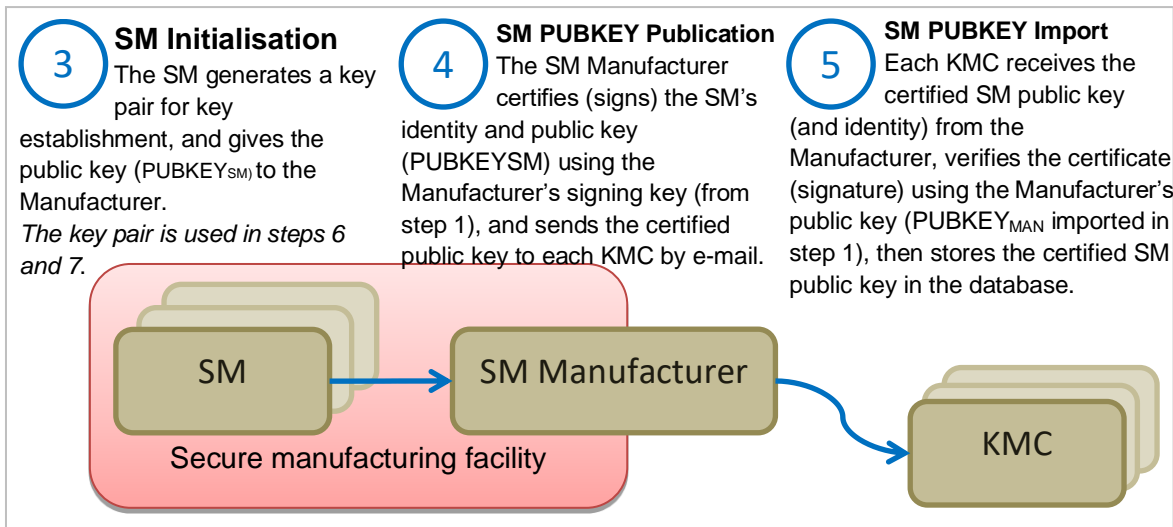 3
SM Initialisation
The SM generates a key
pair for key
establishment, and gives the
public key (PUBKEYSM) to the
Manufacturer.
The key pair is used in steps 6
and 7.
4
SM PUBKEY Publication
The SM Manufacturer
certifies (signs) the SM's
identity and public key
(PUBKEYSM) using the
Manufacturer's signing key (from
step 1), and sends the certified
public key to each KMC by e-mail.
5
SM PUBKEY Import
Each KMC receives the
certified SM public key
(and identity) from the
Manufacturer, verifies the certificate
(signature) using the Manufacturer's
public key (PUBKEYMAN imported in
step 1), then stores the certified SM
public key in the database.
SM
SM Manufacturer
Secure manufacturing facility
KMC